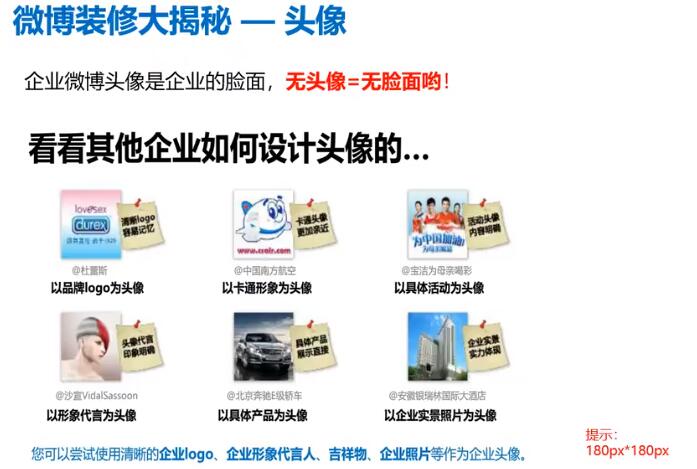 微博装修大揭秘 — 头像
企业微博头像是企业的脸面，无头像=无脸面哟！
看看其他企业如何设计头像的...
lovesex
durex
清晰logo
容易记忆
@杜蕾斯
以品牌logo为头像
www.csair.com
卡通头像
更加亲近
@中国南方航空
以卡通形象为头像
为中国加油!
为母亲喝彩
活动头像
内容明确
@宝洁为母亲喝彩
以具体活动为头像
头像代言
印象明确
@沙宣VidalSassoon
以形象代言为头像
具体产品
展示直接
@北京奔驰E级轿车
以具体产品为头像
企业实景
实力体现
@安徽银瑞林国际大酒店
以企业实景照片为头像
您可以尝试使用清晰的企业logo、企业形象代言人、吉祥物、企业照片等作为企业头像。
提示：
180px*180px